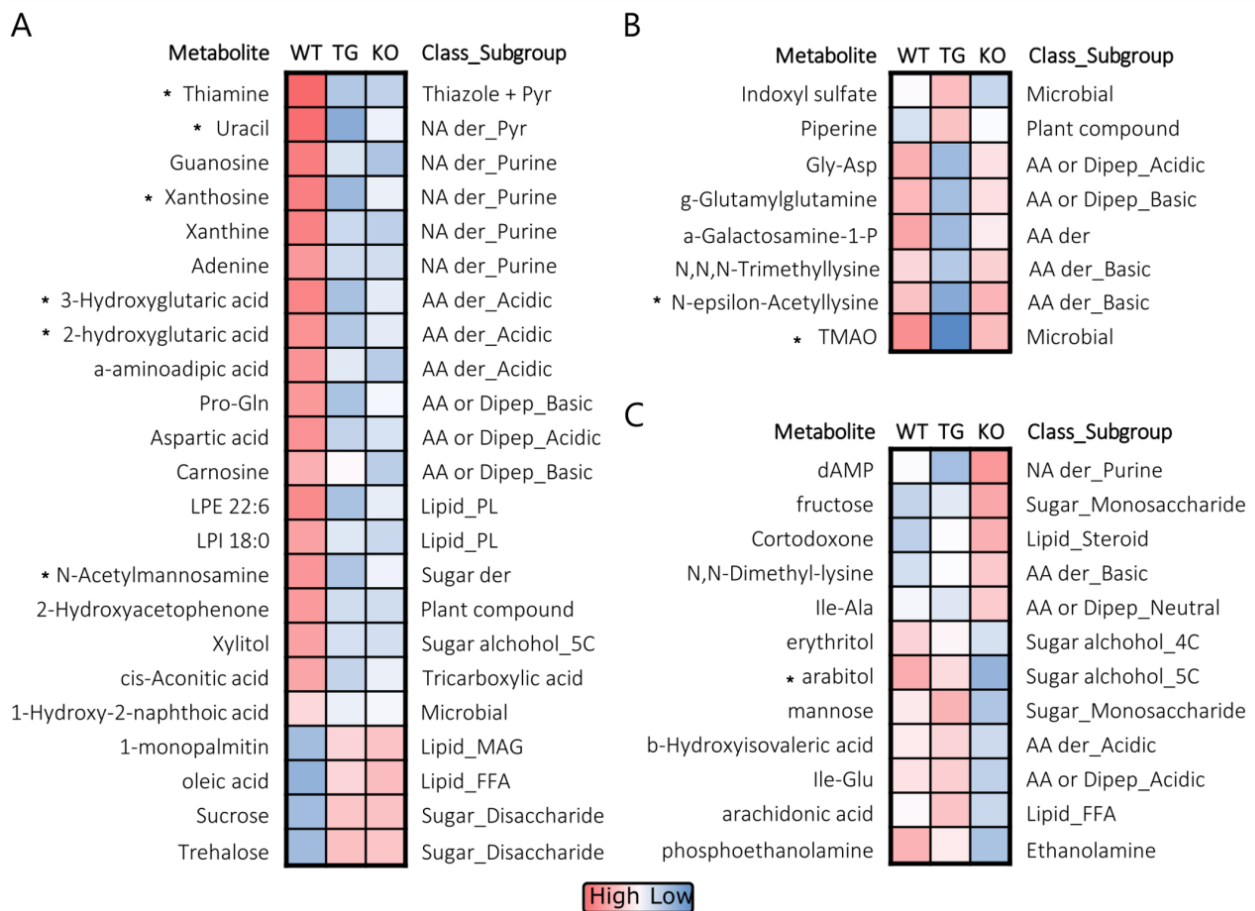 A
Metabolite WT TG KO Class_Subgroup
* Thiamine Thiazole + Pyr
* Uracil NA der_Pyr
Guanosine NA der_Purine
* Xanthosine NA der_Purine
Xanthine NA der_Purine
Adenine NA der_Purine
* 3-Hydroxyglutaric acid AA der_Acidic
* 2-hydroxyglutaric acid AA der_Acidic
a-aminoadipic acid AA der_Acidic
Pro-Gln AA or Dipep_Basic
Aspartic acid AA or Dipep_Acidic
Carnosine AA or Dipep_Basic
LPE 22:6 Lipid_PL
LPI 18:0 Lipid_PL
* N-Acetylmannosamine Sugar der
2-Hydroxyacetophenone Plant compound
Xylitol Sugar alchohol_5C
cis-Aconitic acid Tricarboxylic acid
1-Hydroxy-2-naphthoic acid Microbial
1-monopalmitin Lipid_MAG
oleic acid Lipid_FFA
Sucrose Sugar_Disaccharide
Trehalose Sugar_Disaccharide
B
Metabolite WT TG KO Class_Subgroup
Indoxyl sulfate Microbial
Piperine Plant compound
Gly-Asp AA or Dipep_Acidic
g-Glutamylglutamine AA or Dipep_Basic
a-Galactosamine-1-P AA der
N,N,N-Trimethyllysine AA der_Basic
* N-epsilon-Acetyllysine AA der_Basic
* TMAO Microbial
C
Metabolite WT TG KO Class_Subgroup
dAMP NA der_Purine
fructose Sugar_Monosaccharide
Cortodoxone Lipid_Steroid
N,N-Dimethyl-lysine AA der_Basic
Ile-Ala AA or Dipep_Neutral
erythritol Sugar alchohol_4C
* arabitol Sugar alchohol_5C
mannose Sugar_Monosaccharide
b-Hydroxyisovaleric acid AA der_Acidic
Ile-Glu AA or Dipep_Acidic
arachidonic acid Lipid_FFA
phosphoethanolamine Ethanolamine
High Low